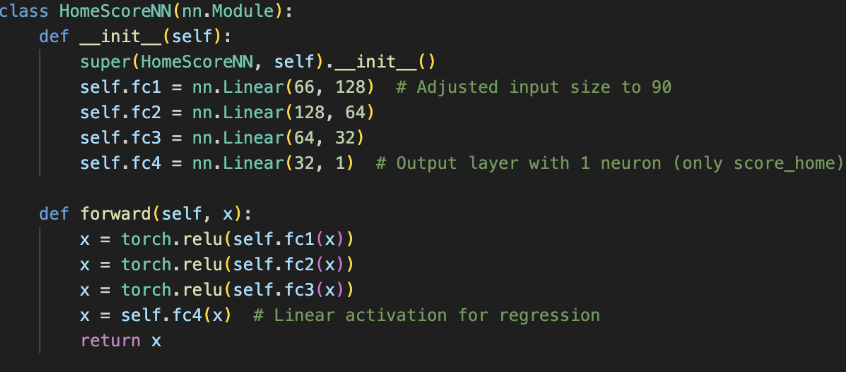 class HomeScoreNN(nn.Module):
    def __init__(self):
        super(HomeScoreNN, self).__init__()
        self.fc1 = nn.Linear(66, 128)  # Adjusted input size to 90
        self.fc2 = nn.Linear(128, 64)
        self.fc3 = nn.Linear(64, 32)
        self.fc4 = nn.Linear(32, 1)  # Output layer with 1 neuron (only score_home)
    def forward(self, x):
        x = torch.relu(self.fc1(x))
        x = torch.relu(self.fc2(x))
        x = torch.relu(self.fc3(x))
        x = self.fc4(x)  # Linear activation for regression
        return x